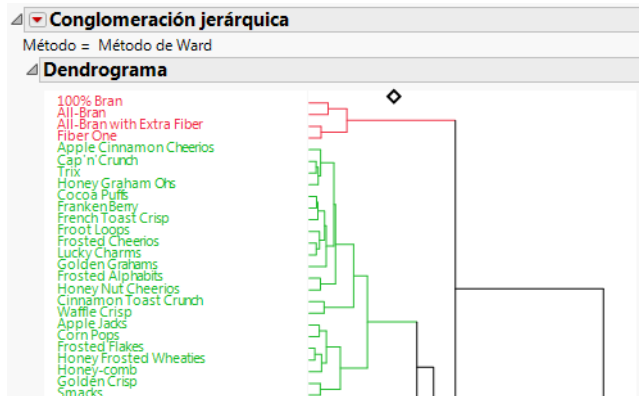 Conglomeración jerárquica
Método = Método de Ward
Dendrograma
100% Bran
All-Bran
All-Bran with Extra Fiber
Fiber One
Apple Cinnamon Cheerios
Cap'n'Crunch
Trix
Honey Graham Ohs
Cocoa Puffs
FrankenBerry
French Toast Crisp
Froot Loops
Frosted Cheerios
Lucky Charms
Golden Grahams
Frosted Alphabits
Honey Nut Cheerios
Cinnamon Toast Crunch
Waffle Crisp
Apple Jacks
Corn Pops
Frosted Flakes
Honey Frosted Wheaties
Honey-comb
Golden Crisp
Smacks